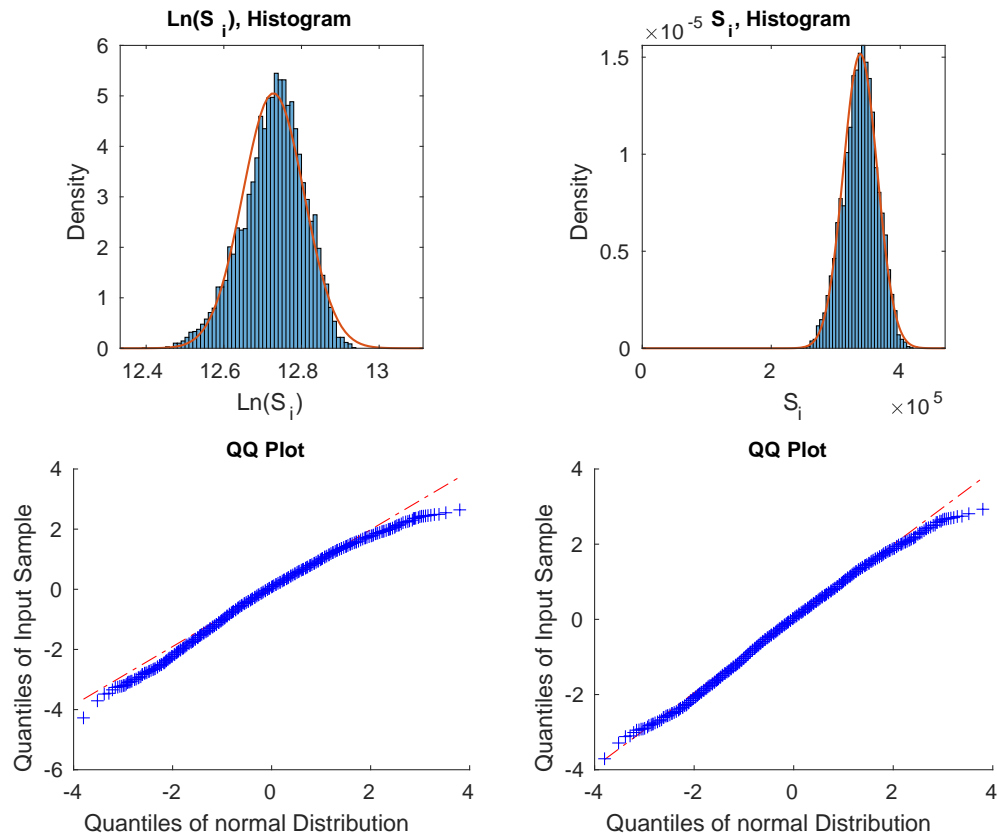 Ln(S i), Histogram
6
5
4
3
2
1
0
Density
12.4 12.6 12.8 13
Ln(S_i)
S i, Histogram
×10 -5
1.5
1
0.5
0
Density
0 2 4
S_i
×10 5
QQ Plot
4
2
0
-2
-4
-6
Quantiles of Input Sample
-4 -2 0 2 4
Quantiles of normal Distribution
QQ Plot
4
2
0
-2
-4
Quantiles of Input Sample
-4 -2 0 2 4
Quantiles of normal Distribution